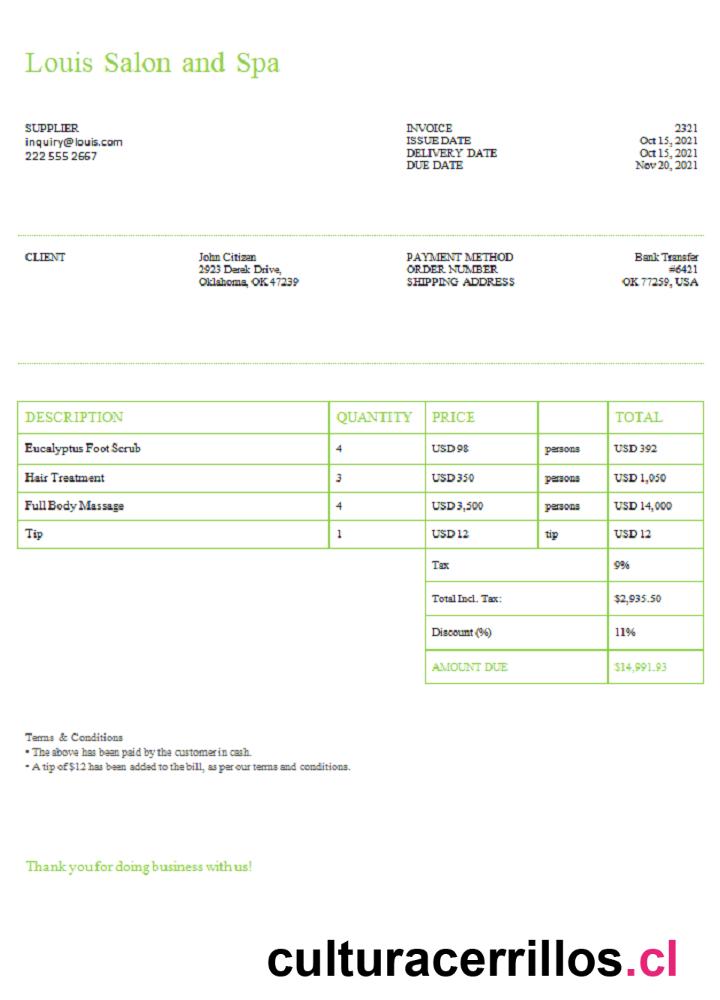 Louis Salon and Spa
SUPPLIER
inquiry@louis.com
222 555 2667
INVOICE 2321
ISSUE DATE Oct 15, 2021
DELIVERY DATE Oct 15, 2021
DUE DATE Nov 20, 2021
CLIENT
John Citizan
2923 Derek Drive,
Oklahoma, OK 47239
PAYMENT METHOD Bank Transfer
ORDER NUMBER #6421
SHIPPING ADDRESS OK 77259, USA
DESCRIPTION QUANTITY PRICE TOTAL
Eucalyptus Foot Scrub 4 USD 98 persons USD 392
Hair Treatment 3 USD 350 persons USD 1,050
Full Body Massage 4 USD 3,500 persons USD 14,000
Tip 1 USD 12 tip USD 12
Tax 9%
Total Incl. Tax: $2,935.50
Discount (%) 11%
AMOUNT DUE $14,991.93
Terms & Conditions
• The above has been paid by the customer in cash.
• A tip of $12 has been added to the bill, as per our terms and conditions.
Thank you for doing business with us!
culturacerrillos.cl